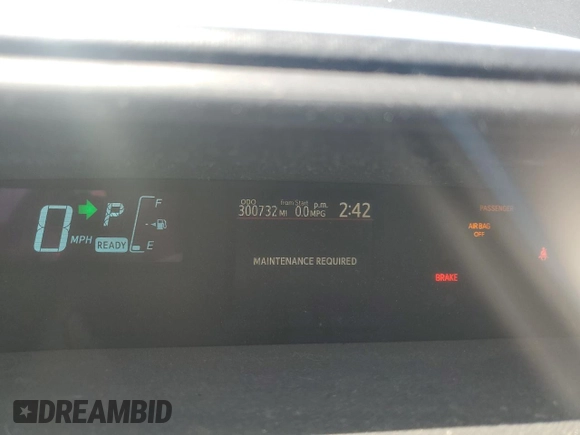 0 MPH
P
READY
F
E
ODO from Start p.m.
300732 MI 0.0 MPG 2:42
MAINTENANCE REQUIRED
PASSENGER
AIR BAG
OFF
BRAKE
DREAMBID